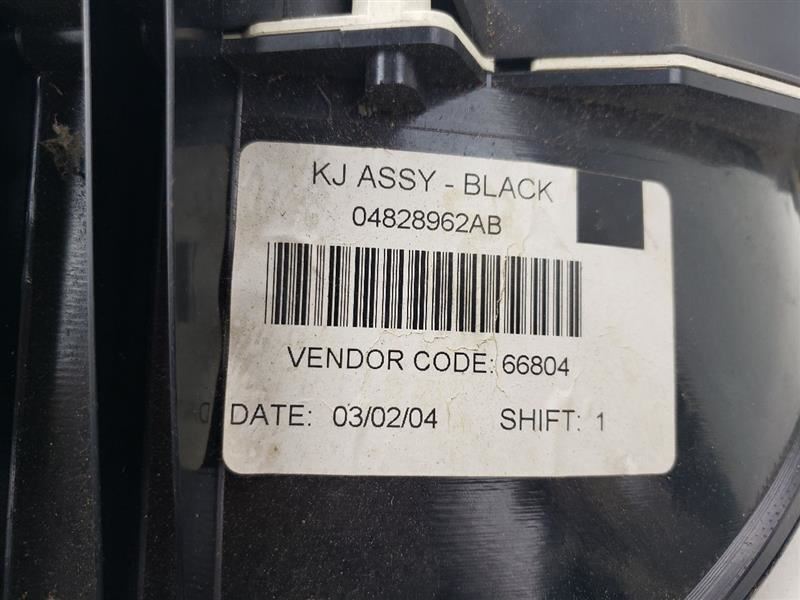 KJ ASSY - BLACK
04828962AB
VENDOR CODE: 66804
DATE: 03/02/04 SHIFT: 1